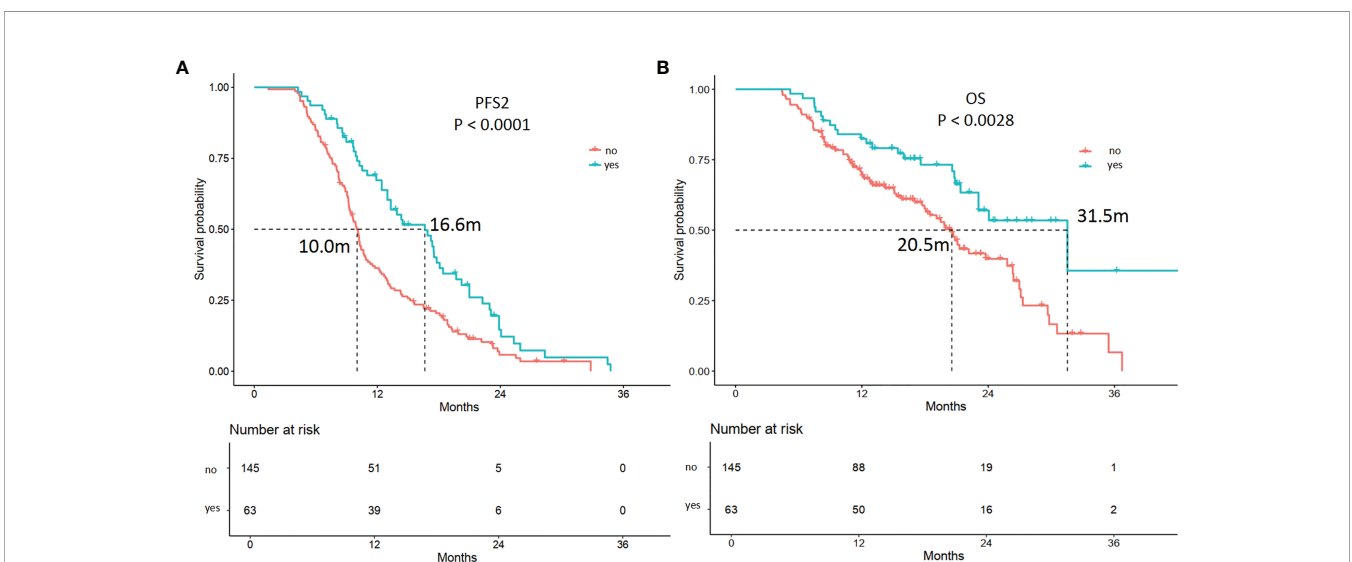 A
PFS2
P < 0.0001
no
yes
Survival probability
1.00
0.75
0.50
0.25
0.00
10.0m
16.6m
0 12 24 36
Months
Number at risk
no 145 51 5 0
yes 63 39 6 0
0 12 24 36
Months
B
OS
P < 0.0028
no
yes
Survival probability
1.00
0.75
0.50
0.25
0.00
20.5m
31.5m
0 12 24 36
Months
Number at risk
no 145 88 19 1
yes 63 50 16 2
0 12 24 36
Months